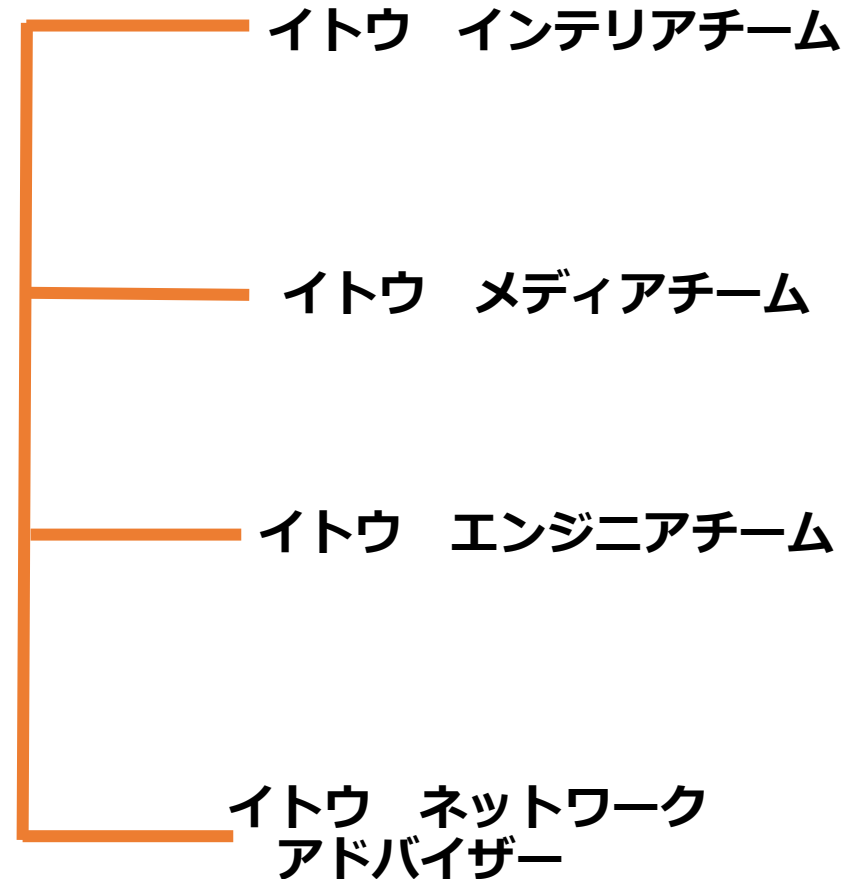 イトウ　インテリアチーム
イトウ　メディアチーム
イトウ　エンジニアチーム
イトウ　ネットワーク
アドバイザー